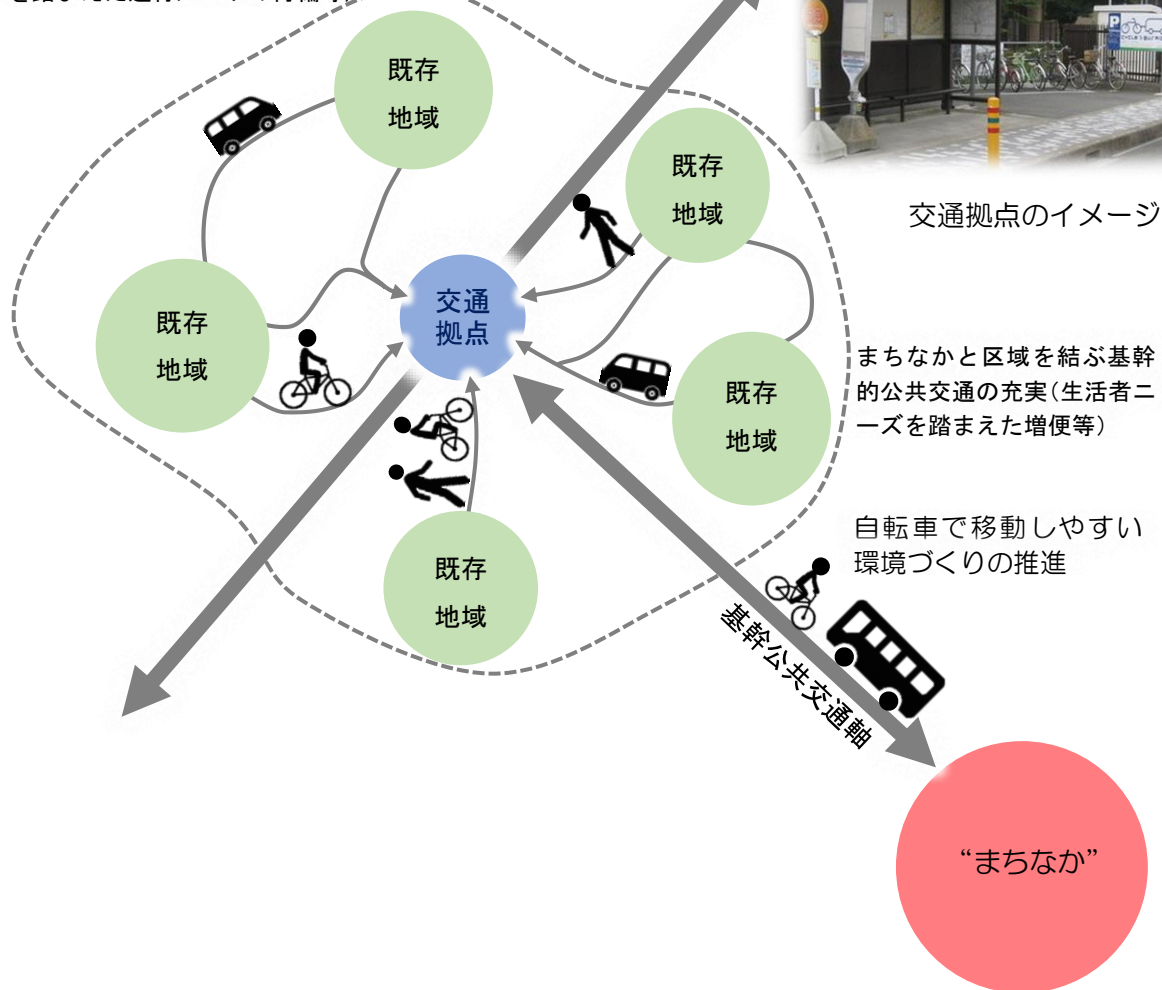 既存
地域
既存
地域
交通拠点のイメージ
交通
拠点
既存
地域
まちなかと区域を結ぶ基幹
的公共交通の充実(生活者ニ
ーズを踏まえた増便等)
既存
地域
自転車で移動しやすい
環境づくりの推進
既存
地域
基幹公共交通軸
“まちなか”